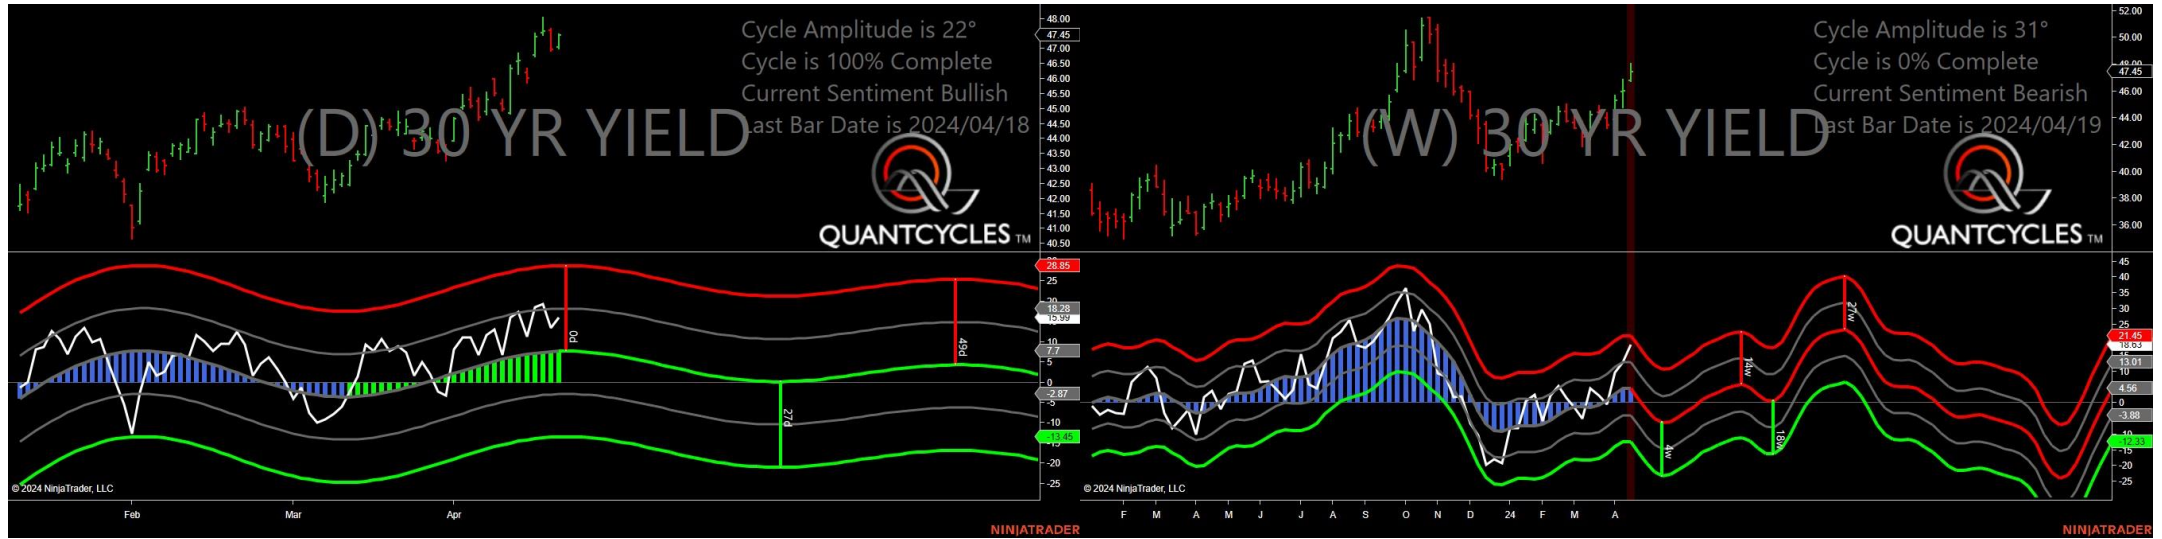 Cycle Amplitude is 22°
Cycle is 100% Complete
Current Sentiment Bullish
Last Bar Date is 2024/04/18
(D) 30 YR YIELD
QUANTCYCLES TM
48.00
47.45
47.00
46.50
45.50
45.00
44.50
44.00
43.50
43.00
42.50
42.00
41.50
41.00
40.50
28.85
25
20
18.28
15.99
10
7.7
5
0
-2.87
-5
-10
-13.45
-15
-20
-25
0d
27d
49d
© 2024 NinjaTrader, LLC
Feb Mar Apr
NINJATRADER
Cycle Amplitude is 31°
Cycle is 0% Complete
Current Sentiment Bearish
Last Bar Date is 2024/04/19
(W) 30 YR YIELD
QUANTCYCLES TM
52.00
50.00
48.00
47.45
46.00
44.00
42.00
40.00
38.00
36.00
45
40
35
30
25
21.45
18.63
15
13.01
10
4.56
0
-3.88
-10
-12.33
-15
-20
-25
4w
14w
18w
27w
© 2024 NinjaTrader, LLC
F M A M J J A S O N D 24 F M A
NINJATRADER